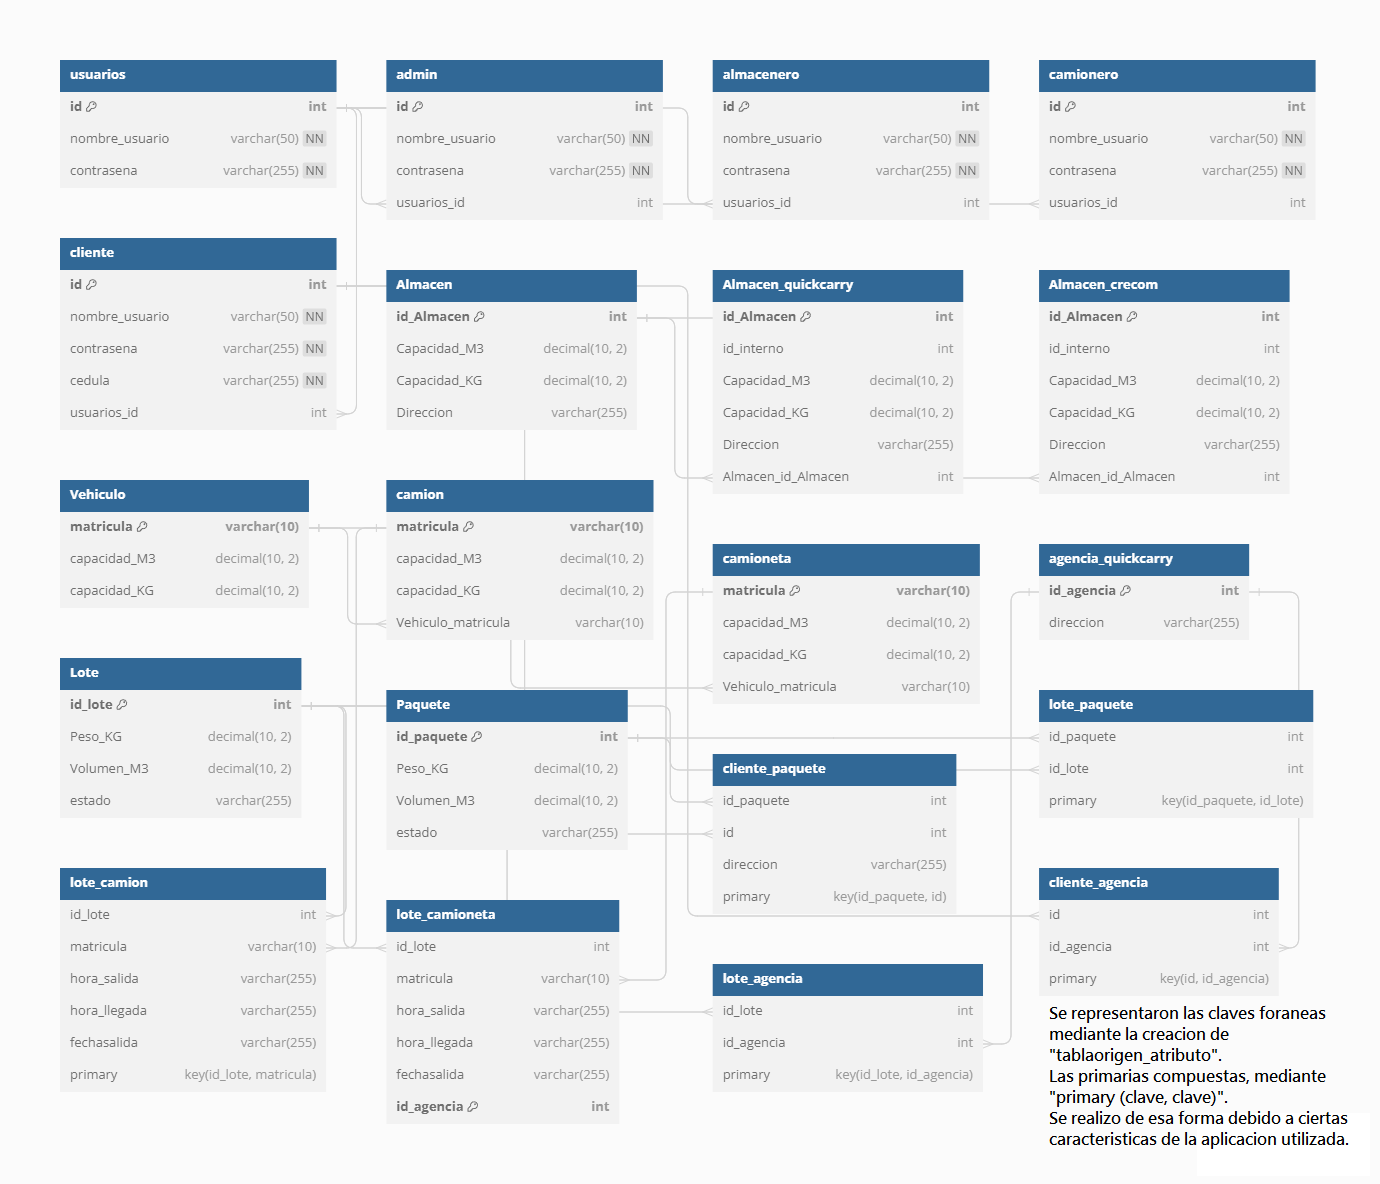 usuarios
id int
nombre_usuario varchar(50) NN
contrasena varchar(255) NN
admin
id int
nombre_usuario varchar(50) NN
contrasena varchar(255) NN
usuarios_id int
almacenero
id int
nombre_usuario varchar(50) NN
contrasena varchar(255) NN
usuarios_id int
camionero
id int
nombre_usuario varchar(50) NN
contrasena varchar(255) NN
usuarios_id int
cliente
id int
nombre_usuario varchar(50) NN
contrasena varchar(255) NN
cedula varchar(255) NN
usuarios_id int
Almacen
id_Almacen int
Capacidad_M3 decimal(10, 2)
Capacidad_KG decimal(10, 2)
Direccion varchar(255)
Almacen_quickcarry
id_Almacen int
id_interno int
Capacidad_M3 decimal(10, 2)
Capacidad_KG decimal(10, 2)
Direccion varchar(255)
Almacen_id_Almacen int
Almacen_crecom
id_Almacen int
id_interno int
Capacidad_M3 decimal(10, 2)
Capacidad_KG decimal(10, 2)
Direccion varchar(255)
Almacen_id_Almacen int
Vehiculo
matricula varchar(10)
capacidad_M3 decimal(10, 2)
capacidad_KG decimal(10, 2)
camion
matricula varchar(10)
capacidad_M3 decimal(10, 2)
capacidad_KG decimal(10, 2)
Vehiculo_matricula varchar(10)
camioneta
matricula varchar(10)
capacidad_M3 decimal(10, 2)
capacidad_KG decimal(10, 2)
Vehiculo_matricula varchar(10)
agencia_quickcarry
id_agencia int
direccion varchar(255)
Lote
id_lote int
Peso_KG decimal(10, 2)
Volumen_M3 decimal(10, 2)
estado varchar(255)
Paquete
id_paquete int
Peso_KG decimal(10, 2)
Volumen_M3 decimal(10, 2)
estado varchar(255)
cliente_paquete
id_paquete int
id int
direccion varchar(255)
primary key(id_paquete, id)
lote_paquete
id_paquete int
id_lote int
primary key(id_paquete, id_lote)
lote_camion
id_lote int
matricula varchar(10)
hora_salida varchar(255)
hora_llegada varchar(255)
fechasalida varchar(255)
primary key(id_lote, matricula)
lote_camioneta
id_lote int
matricula varchar(10)
hora_salida varchar(255)
hora_llegada varchar(255)
fechasalida varchar(255)
id_agencia int
lote_agencia
id_lote int
id_agencia int
primary key(id_lote, id_agencia)
cliente_agencia
id int
id_agencia int
primary key(id, id_agencia)
Se representaron las claves foraneas
mediante la creacion de
"tablaorigen_atributo".
Las primarias compuestas, mediante
"primary (clave, clave)".
Se realizo de esa forma debido a ciertas
caracteristicas de la aplicacion utilizada.